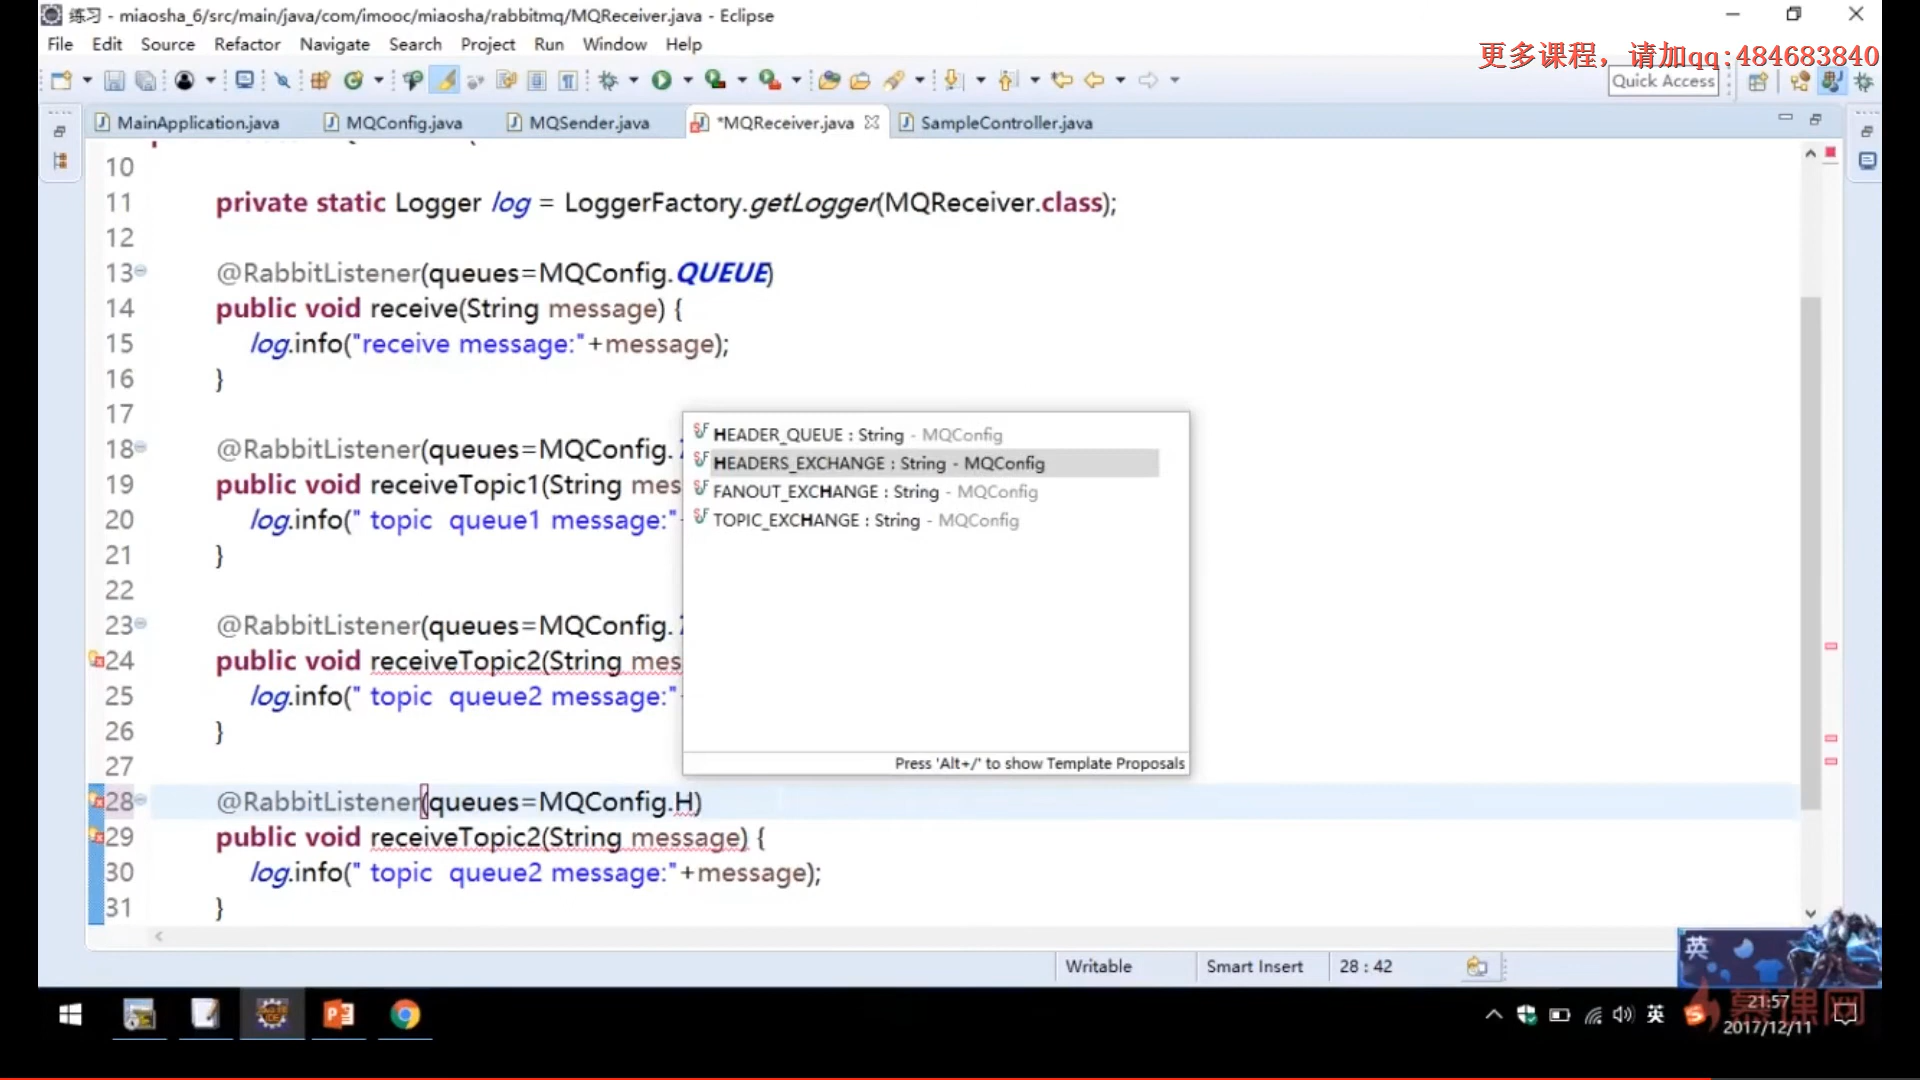 练习 - miaosha_6/src/main/java/com/imooc/miaosha/rabbitmq/MQReceiver.java - Eclipse
File Edit Source Refactor Navigate Search Project Run Window Help
更多课程，请加qq:484683840
Quick Access
MainApplication.java MQConfig.java MQSender.java *MQReceiver.java SampleController.java
10
11 private static Logger log = LoggerFactory.getLogger(MQReceiver.class);
12
13 @RabbitListener(queues=MQConfig.QUEUE)
14 public void receive(String message) {
15 log.info("receive message:"+message);
16 }
17
18 @RabbitListener(queues=MQConfig.
19 public void receiveTopic1(String mes
20 log.info(" topic  queue1 message:"
21 }
22
23 @RabbitListener(queues=MQConfig.
24 public void receiveTopic2(String mes
25 log.info(" topic  queue2 message:"
26 }
27
HEADER_QUEUE : String - MQConfig
HEADERS_EXCHANGE : String - MQConfig
FANOUT_EXCHANGE : String - MQConfig
TOPIC_EXCHANGE : String - MQConfig
Press 'Alt+/' to show Template Proposals
28 @RabbitListener(queues=MQConfig.H)
29 public void receiveTopic2(String message) {
30 log.info(" topic  queue2 message:"+message);
31 }
Writable Smart Insert 28 : 42
英
英
慕课网
21:57
2017/12/11